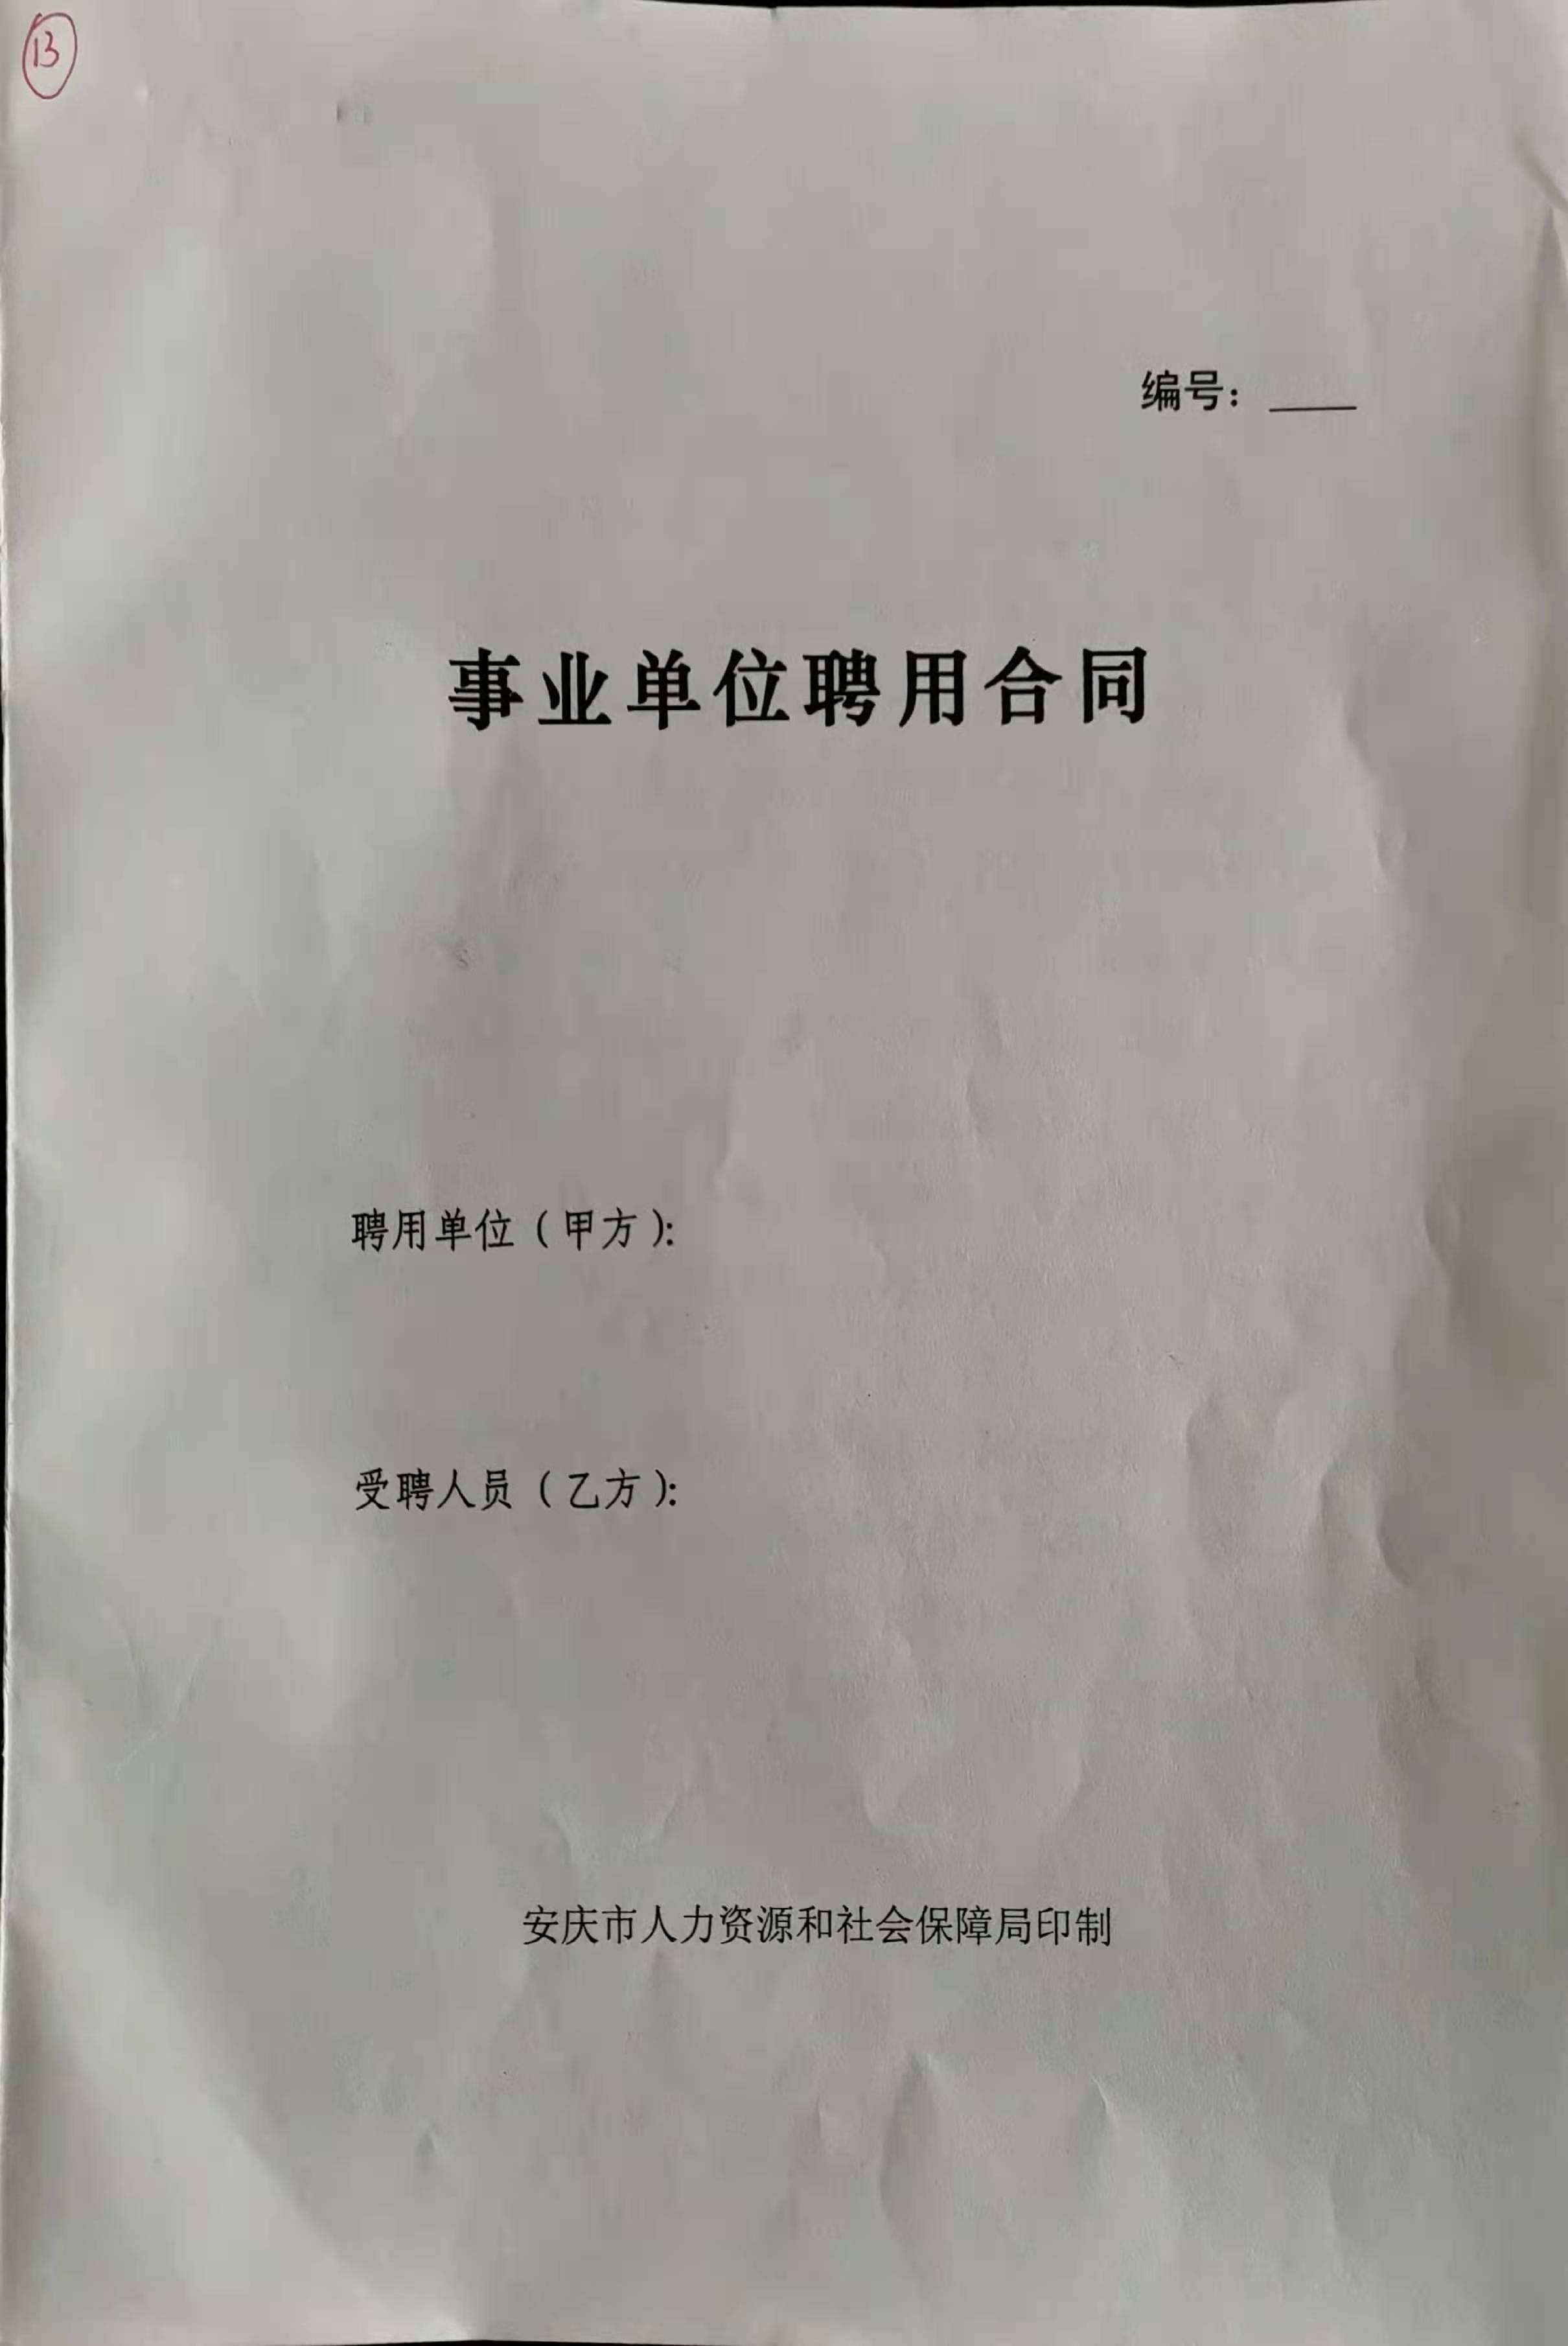 13
编号：____
事业单位聘用合同
聘用单位（甲方）：
受聘人员（乙方）：
安庆市人力资源和社会保障局印制